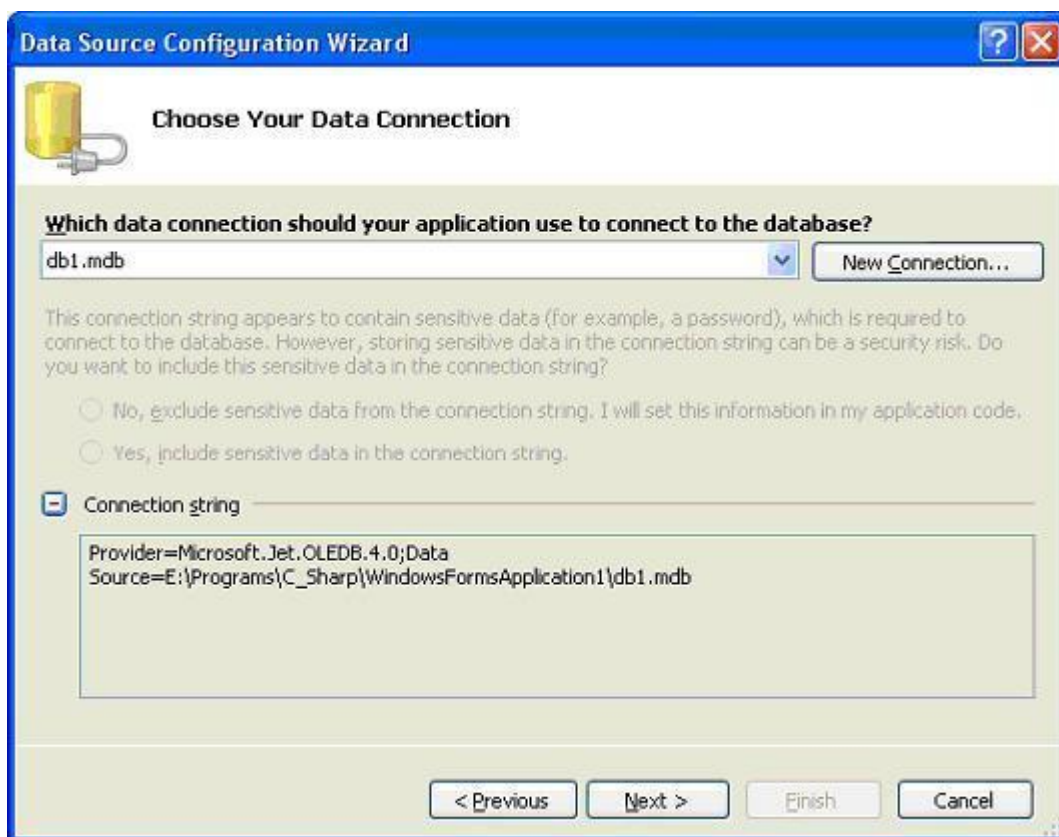 Data Source Configuration Wizard
Choose Your Data Connection
Which data connection should your application use to connect to the database?
db1.mdb
New Connection...
This connection string appears to contain sensitive data (for example, a password), which is required to
connect to the database. However, storing sensitive data in the connection string can be a security risk. Do
you want to include this sensitive data in the connection string?
No, exclude sensitive data from the connection string. I will set this information in my application code.
Yes, include sensitive data in the connection string.
Connection string
Provider=Microsoft.Jet.OLEDB.4.0;Data
Source=E:\Programs\C_Sharp\WindowsFormsApplication1\db1.mdb
< Previous
Next >
Finish
Cancel